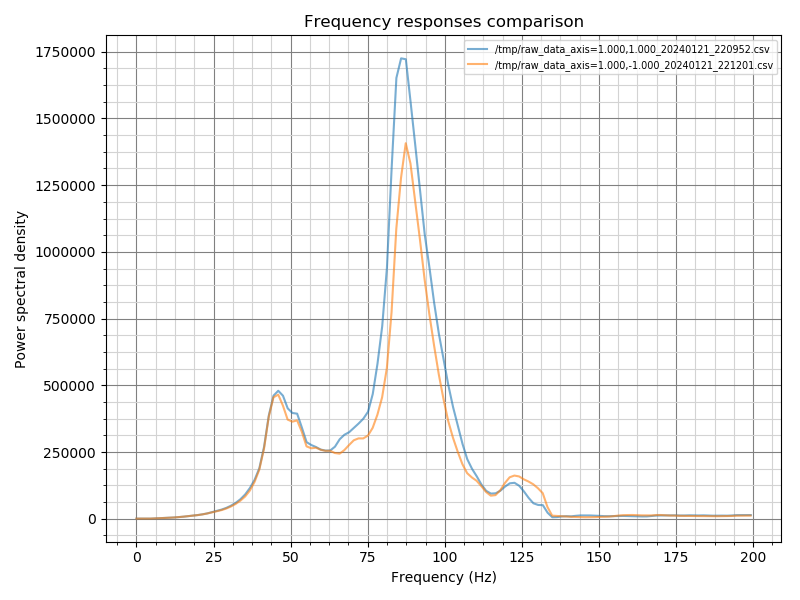 Frequency responses comparison
/tmp/raw_data_axis=1.000,1.000_20240121_220952.csv
/tmp/raw_data_axis=1.000,-1.000_20240121_221201.csv
1750000
1500000
1250000
1000000
750000
500000
250000
0
Power spectral density
0 25 50 75 100 125 150 175 200
Frequency (Hz)